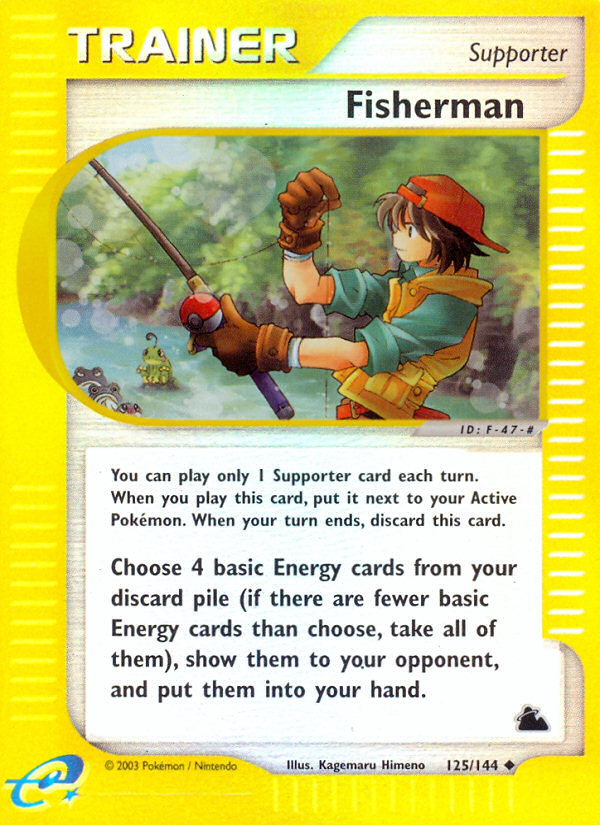 TRAINER
Supporter
Fisherman
ID: F-47-#
You can play only 1 Supporter card each turn.
When you play this card, put it next to your Active
Pokémon. When your turn ends, discard this card.
Choose 4 basic Energy cards from your
discard pile (if there are fewer basic
Energy cards than choose, take all of
them), show them to your opponent,
and put them into your hand.
e
© 2003 Pokémon / Nintendo
Illus. Kagemaru Himeno
125/144 ◆